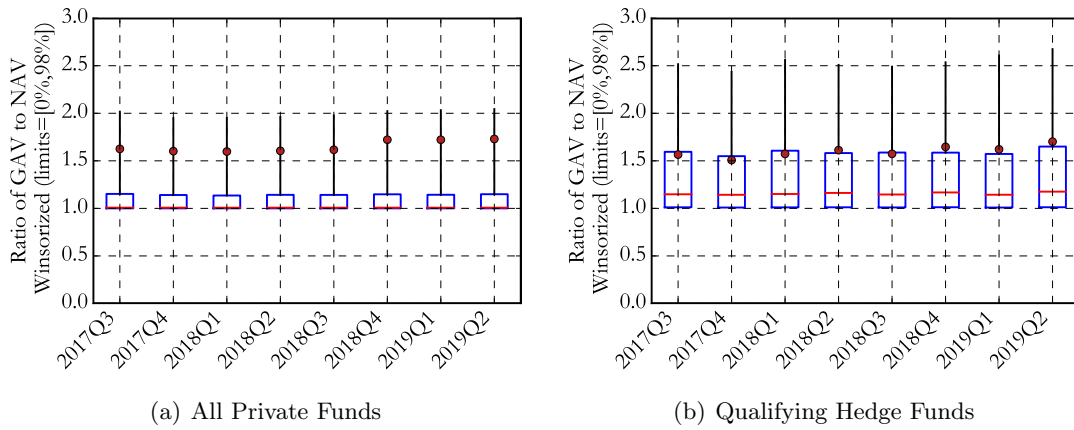 Ratio of GAV to NAV
Winsorized (limits=[0%,98%])
3.0
2.5
2.0
1.5
1.0
0.5
0.0
2017Q3
2017Q4
2018Q1
2018Q2
2018Q3
2018Q4
2019Q1
2019Q2
(a) All Private Funds
Ratio of GAV to NAV
Winsorized (limits=[0%,98%])
3.0
2.5
2.0
1.5
1.0
0.5
0.0
2017Q3
2017Q4
2018Q1
2018Q2
2018Q3
2018Q4
2019Q1
2019Q2
(b) Qualifying Hedge Funds